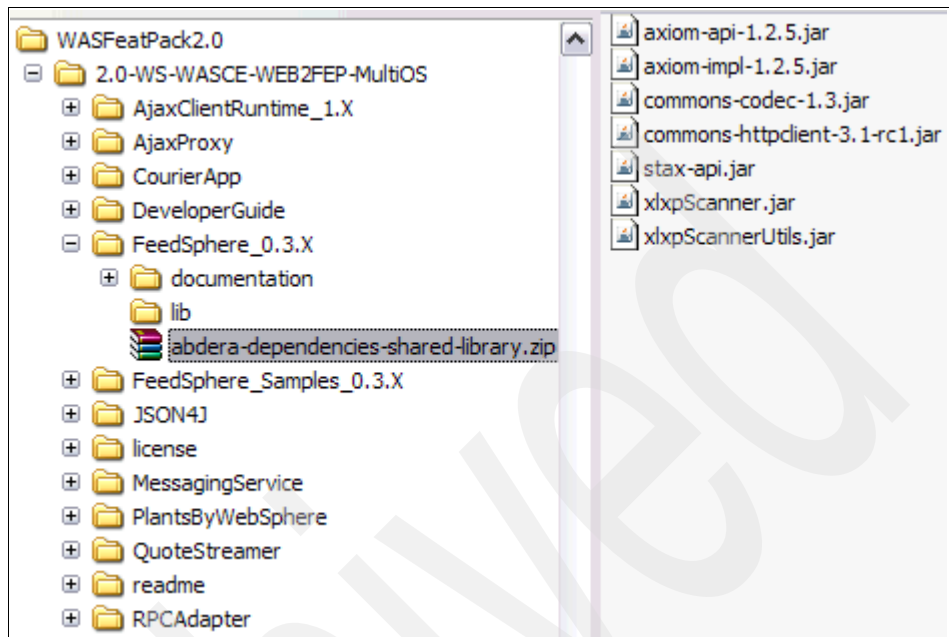 WASFeatPack2.0
2.0-WS-WASCE-WEB2FEP-MultiOS
AjaxClientRuntime_1.X
AjaxProxy
CourierApp
DeveloperGuide
FeedSphere_0.3.X
documentation
lib
abdera-dependencies-shared-library.zip
FeedSphere_Samples_0.3.X
JSON4J
license
MessagingService
PlantsByWebSphere
QuoteStreamer
readme
RPCAdapter
axiom-api-1.2.5.jar
axiom-impl-1.2.5.jar
commons-codec-1.3.jar
commons-httpclient-3.1-rc1.jar
stax-api.jar
xlxpScanner.jar
xlxpScannerUtils.jar